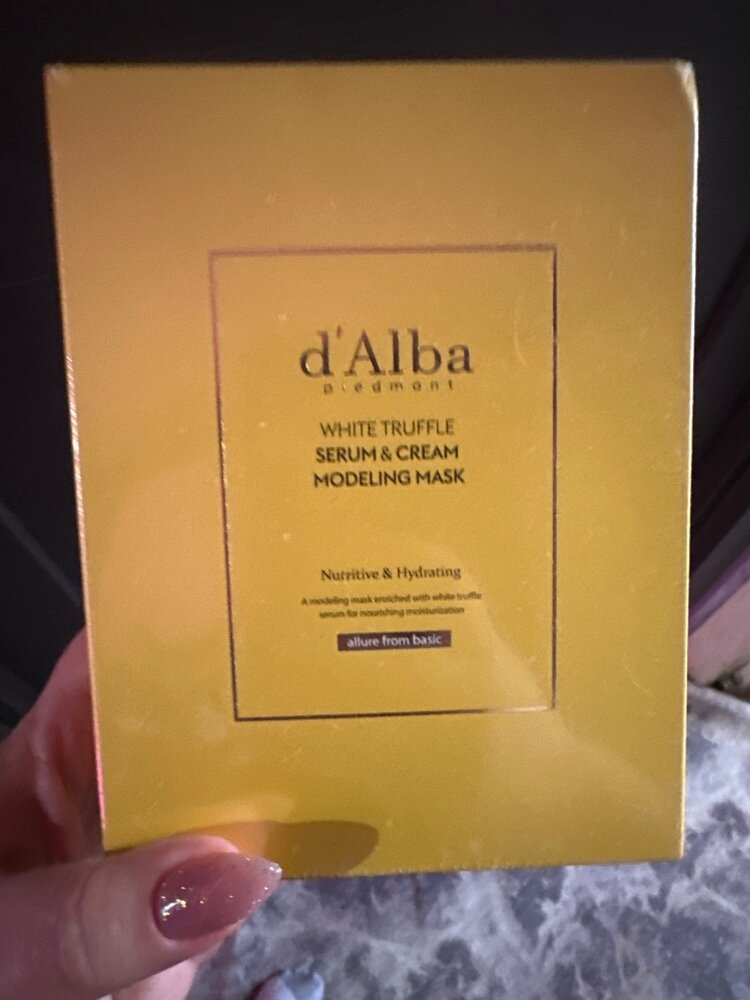 d'Alba
piedmont
WHITE TRUFFLE
SERUM & CREAM
MODELING MASK
Nutritive & Hydrating
A modeling mask enriched with white truffle
serum for nourishing moisturization
allure from basic